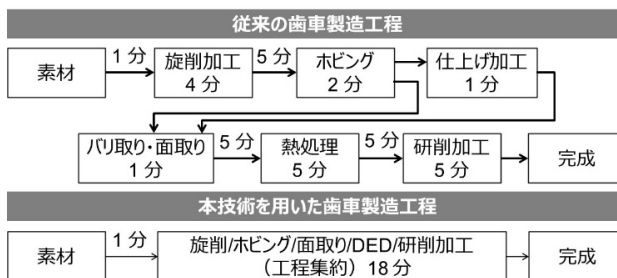 従来の歯車製造工程
1分
5分
素材
旋削加工
4分
ホビング
2分
仕上げ加工
1分
バリ取り・面取り
1分
5分
熱処理
5分
5分
研削加工
5分
完成
本技術を用いた歯車製造工程
素材
1分
旋削/ホビング/面取り/DED/研削加工
（工程集約）18分
完成